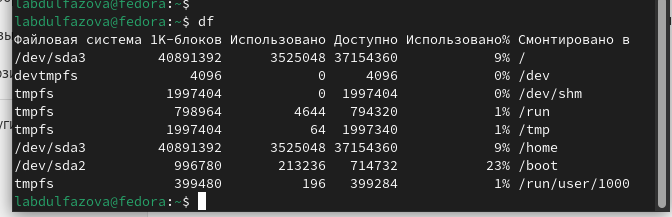 labdulfazova@fedora:~$
labdulfazova@fedora:~$ df
Файловая система 1K-блоков Использовано Доступно Использовано% Смонтировано в
/dev/sda3 40891392 3525048 37154360 9% /
devtmpfs 4096 0 4096 0% /dev
tmpfs 1997404 0 1997404 0% /dev/shm
tmpfs 798964 4644 794320 1% /run
tmpfs 1997404 64 1997340 1% /tmp
/dev/sda3 40891392 3525048 37154360 9% /home
/dev/sda2 996780 213236 714732 23% /boot
tmpfs 399480 196 399284 1% /run/user/1000
labdulfazova@fedora:~$